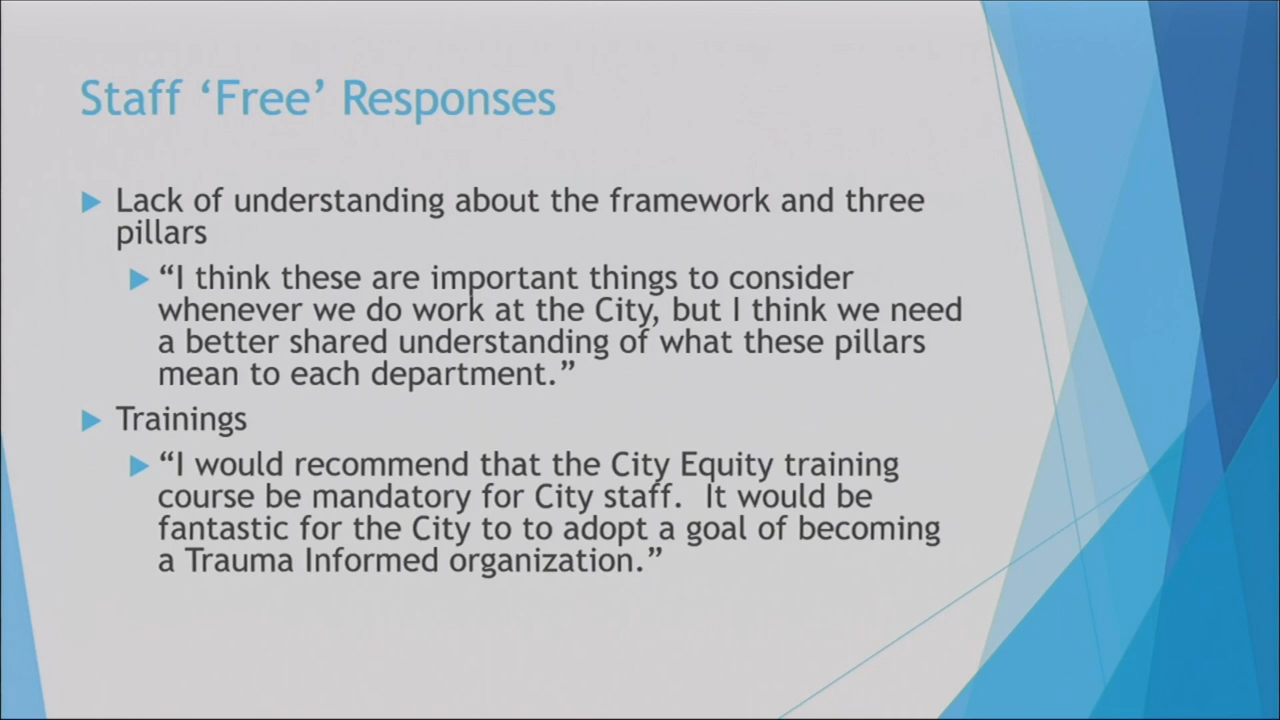 Staff ‘Free’ Responses
Lack of understanding about the framework and three
pillars
“I think these are important things to consider
whenever we do work at the City, but I think we need
a better shared understanding of what these pillars
mean to each department.”
Trainings
“I would recommend that the City Equity training
course be mandatory for City staff.  It would be
fantastic for the City to to adopt a goal of becoming
a Trauma Informed organization.”